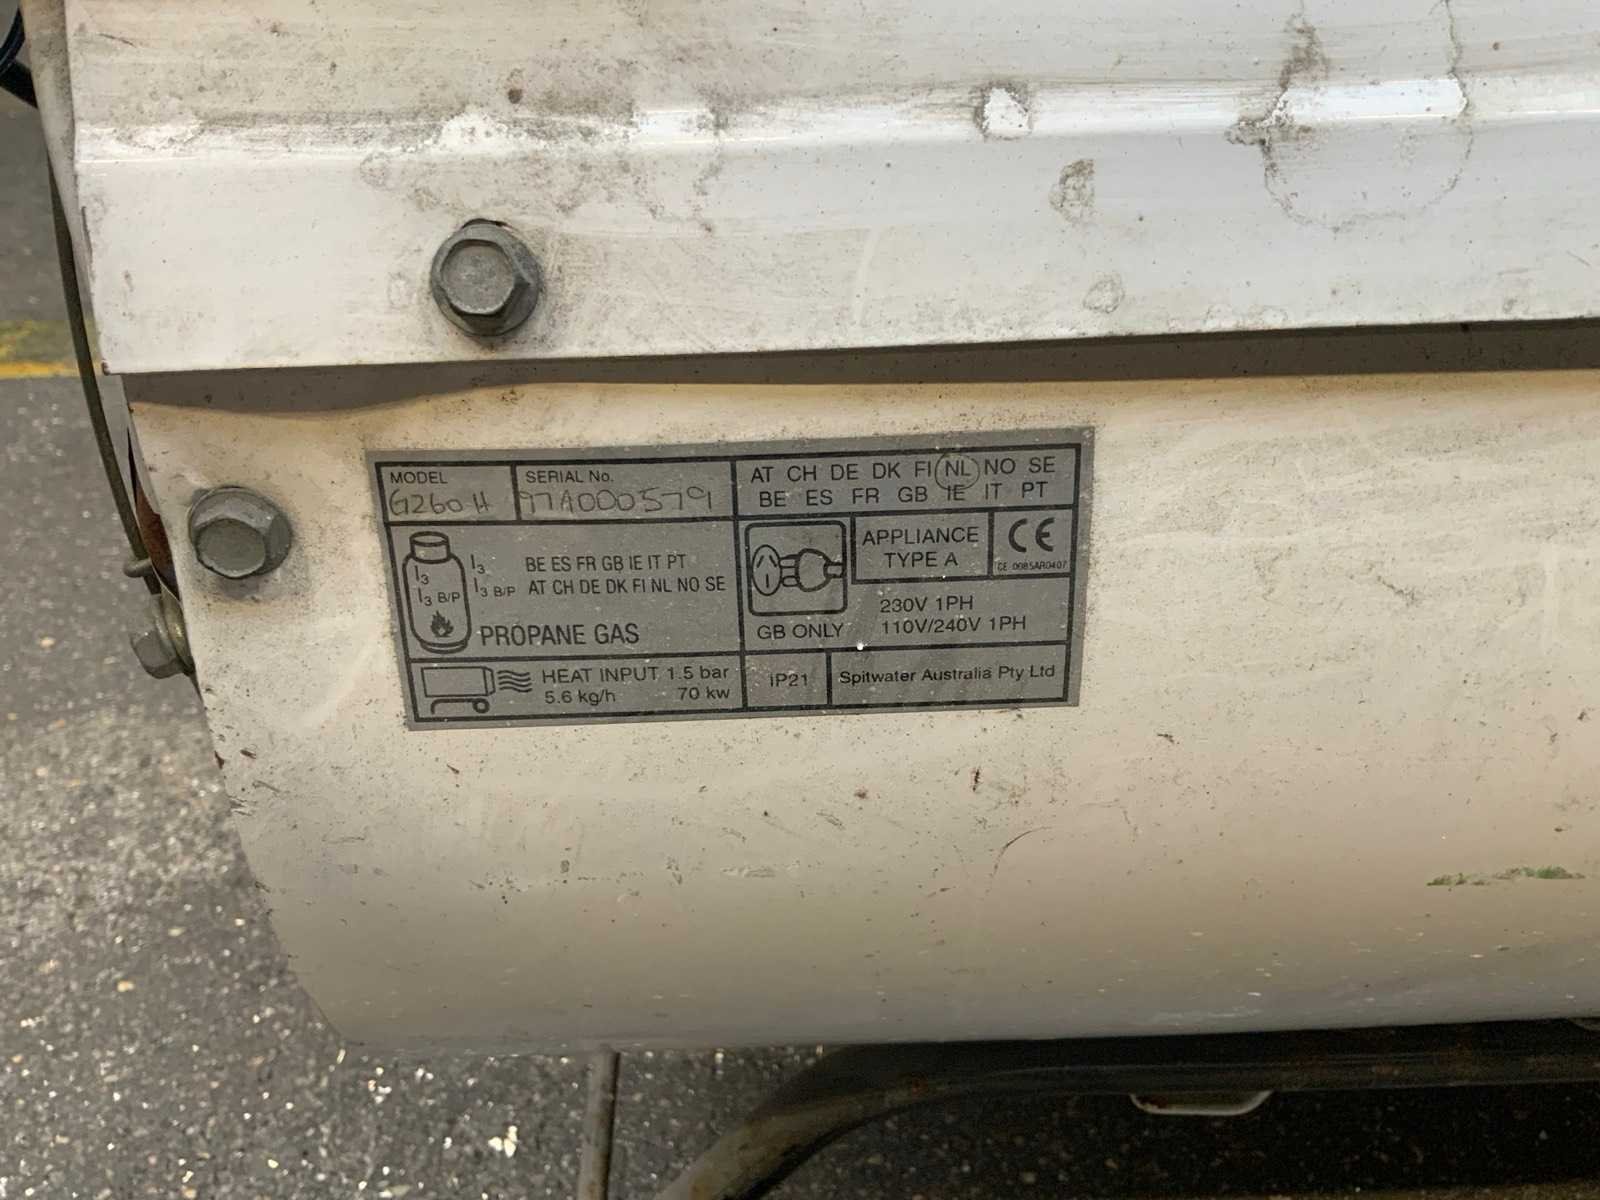 MODEL
G260H
SERIAL No.
97A000579
AT CH DE DK FI NL NO SE
BE ES FR GB IE IT PT
I3
I3 B/P
I3 BE ES FR GB IE IT PT
I3 B/P AT CH DE DK FI NL NO SE
PROPANE GAS
GB ONLY
APPLIANCE
TYPE A
CE
CE 0085AR0407
230V 1PH
110V/240V 1PH
HEAT INPUT 1.5 bar
5.6 kg/h 70 kw
IP21
Spitwater Australia Pty Ltd